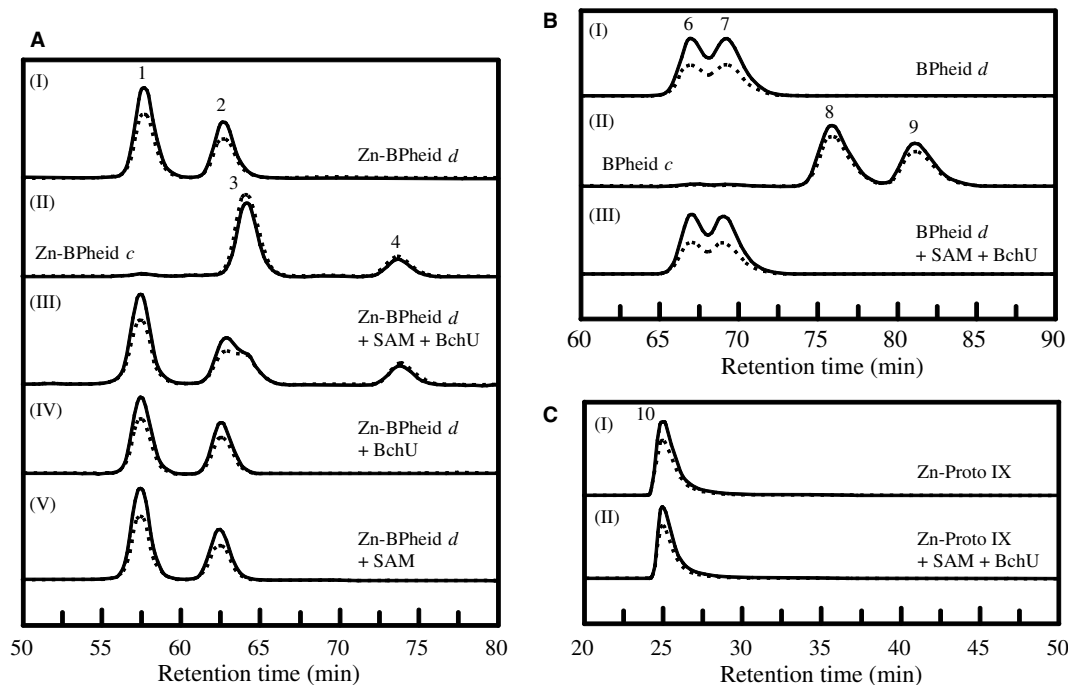 A
(I)
1
2
Zn-BPheid d
(II)
3
4
Zn-BPheid c
(III)
Zn-BPheid d
+ SAM + BchU
(IV)
Zn-BPheid d
+ BchU
(V)
Zn-BPheid d
+ SAM
50 55 60 65 70 75 80
Retention time (min)
B
(I)
6 7
BPheid d
(II)
8
9
BPheid c
(III)
BPheid d
+ SAM + BchU
60 65 70 75 80 85 90
Retention time (min)
C
(I)
10
Zn-Proto IX
(II)
Zn-Proto IX
+ SAM + BchU
20 25 30 35 40 45 50
Retention time (min)